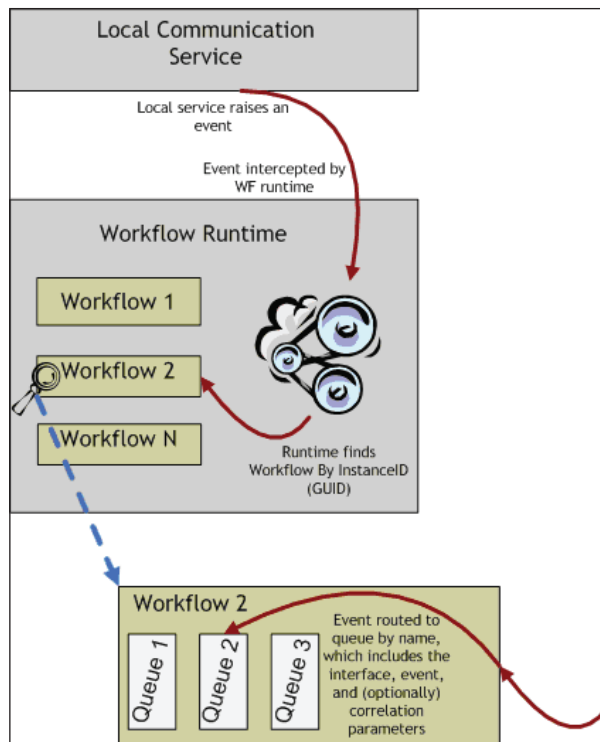 Local Communication
Service
Local service raises an
event
Event intercepted by
WF runtime
Workflow Runtime
Workflow 1
Workflow 2
Workflow N
Runtime finds
Workflow By InstanceID
(GUID)
Workflow 2
Queue 1
Queue 2
Queue 3
Event routed to
queue by name,
which includes the
interface, event,
and (optionally)
correlation
parameters